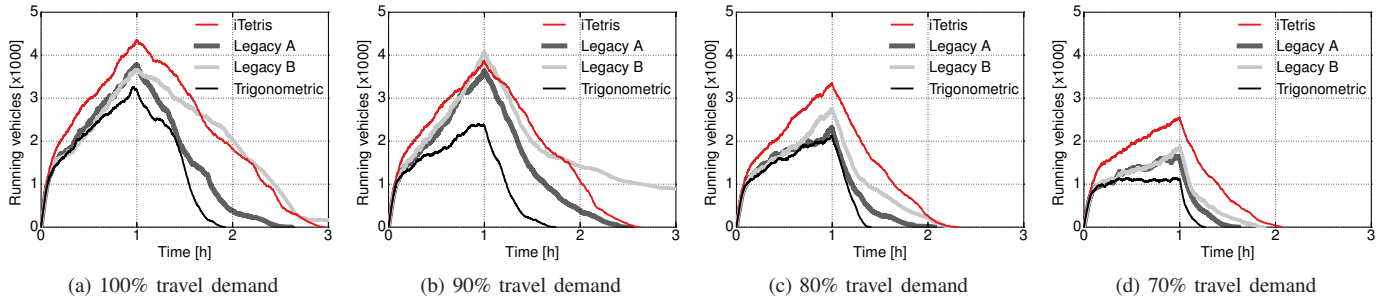 5
4
3
2
1
0
Running vehicles [x1000]
iTetris
Legacy A
Legacy B
Trigonometric
0 1 2 3
Time [h]
(a) 100% travel demand
5
4
3
2
1
0
Running vehicles [x1000]
iTetris
Legacy A
Legacy B
Trigonometric
0 1 2 3
Time [h]
(b) 90% travel demand
5
4
3
2
1
0
Running vehicles [x1000]
iTetris
Legacy A
Legacy B
Trigonometric
0 1 2 3
Time [h]
(c) 80% travel demand
5
4
3
2
1
0
Running vehicles [x1000]
iTetris
Legacy A
Legacy B
Trigonometric
0 1 2 3
Time [h]
(d) 70% travel demand